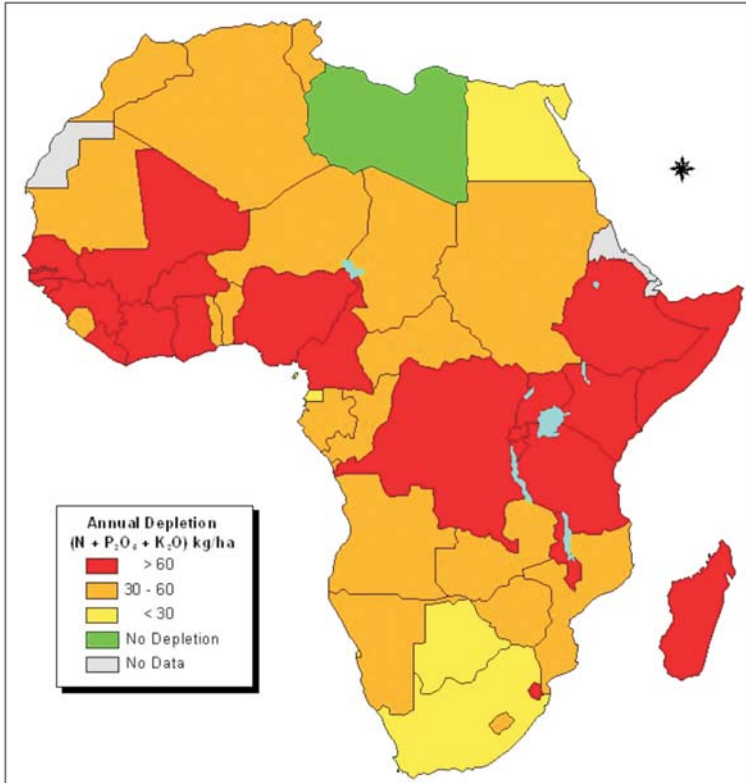 Annual Depletion
(N + P₂O₅ + K₂O) kg/ha
>60
30 - 60
<30
No Depletion
No Data